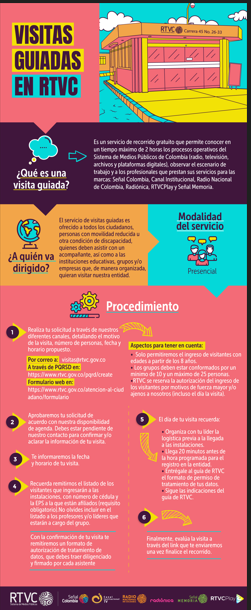 VISITAS
GUIADAS
EN RTVC
RTVC Carrera 45 No. 26-33
¿Qué es una
visita guiada?
Es un servicio de recorrido gratuito que permite conocer en
un tiempo máximo de 2 horas los procesos operativos del
Sistema de Medios Públicos de Colombia (radio, televisión,
archivos y plataformas digitales), observar el escenario de
trabajo y a los profesionales que prestan sus servicios para las
marcas: Señal Colombia, Canal Institucional, Radio Nacional
de Colombia, Radiónica, RTVCPlay y Señal Memoria.
¿A quién va
dirigido?
El servicio de visitas guiadas es
ofrecido a todos los ciudadanos,
personas con movilidad reducida u
otra condición de discapacidad,
quienes deben asistir con un
acompañante, así como a las
instituciones educativas, grupos y/o
empresas que, de manera organizada,
quieran visitar nuestra entidad.
Modalidad
del servicio
Presencial
Procedimiento
1
Realiza tu solicitud a través de nuestros
diferentes canales, detallando el motivo
de la visita, número de personas, fecha y
horario propuesto.
Por correo a: visitas@rtvc.gov.co
A través de PQRSD en:
https://www.rtvc.gov.co/pqrsd/create
Formulario web en:
https://www.rtvc.gov.co/atencion-al-ciud
adano/formulario
Aspectos para tener en cuenta:
• Solo permitiremos el ingreso de visitantes con
edades a partir de los 8 años.
• Los grupos deben estar conformados por un
mínimo de 10 y un máximo de 25 personas.
•RTVC se reserva la autorización del ingreso de
los visitantes por motivos de fuerza mayor y/o
ajenos a nosotros (incluso el día la visita).
2
Aprobaremos tu solicitud de
acuerdo con nuestra disponibilidad
de agenda. Debes estar pendiente de
nuestro contacto para confirmar y/o
aclarar la información de tu visita.
3
Te informaremos la fecha
y horario de tu visita.
4
Recuerda remitirnos el listado de los
visitantes que ingresarán a las
instalaciones, con número de cédula y
la EPS a la que están afiliados (requisito
obligatorio). No olvides incluir en el
listado a los profesores y/o líderes que
estarán a cargo del grupo.
Con la confirmación de tu visita te
remitiremos un formato de
autorización de tratamiento de
datos, que debes traer diligenciado
y firmado por cada asistente
5
El día de tu visita recuerda:
• Organiza con tu líder la
logística previa a la llegada
a las instalaciones.
• Llega 20 minutos antes de
la hora programada para el
registro en la entidad.
• Entrégale al guía de RTVC
el formato de permiso de
tratamiento de tus datos.
• Sigue las indicaciones del
guía de RTVC.
6
Finalmente, evalúa la visita a
través del link que te enviaremos
una vez finalice el recorrido.
RTVC
Señal
Colombia
CANAL
INSTITUCIONAL
TV
RADIO
NACIONAL
DE COLOMBIA
radiónica
Señal
MEMORIA
RTVCPlay